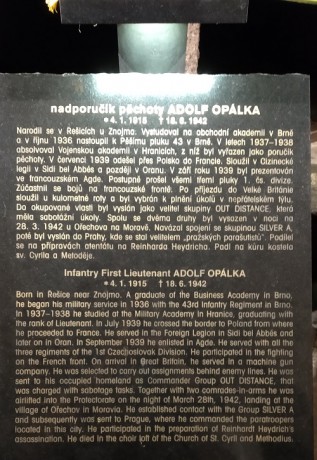 nadporučík pěchoty ADOLF OPÁLKA
* 4. 1. 1915 † 18. 6. 1942
Narodil se v Řešicích u Znojma. Vystudoval na obchodní akademii v Brně
a v říjnu 1936 nastoupil k Pěšímu pluku 43 v Brně. V letech 1937-1938
absolvoval Vojenskou akademii v Hranicích, z níž byl vyřazen jako poručík
pěchoty. V červenci 1939 odešel přes Polsko do Francie. Sloužil v Cizinecké
legii v Sidi bel Abbés a později v Oranu. V září roku 1939 byl prezentován
ve francouzském Agde. Postupně prošel všemi třemi pluky 1. čs. divize.
Zúčastnil se bojů na francouzské frontě. Po příjezdu do Velké Británie
sloužil u kulometné roty a byl vybrán k plnění úkolů v nepřátelském týlu.
Do okupované vlasti byl vyslán jako velitel skupiny OUT DISTANCE, která
měla sabotážní úkoly. Spolu se dvěma druhy byl vysazen v noci na
28. 3. 1942 u Ořechova na Moravě. Navázal spojení se skupinou SILVER A,
poté byl vyslán do Prahy, kde se stal velitelem „pražských parašutistů". Podílel
se na přípravách atentátu na Reinharda Heydricha. Padl na kůru kostela
sv. Cyrila a Metoděje.
Infantry First Lieutenant ADOLF OPÁLKA
* 4. 1. 1915 † 18. 6. 1942
Born in Řešice near Znojmo. A graduate of the Business Academy in Brno,
he began his military service in 1936 with the 43rd Infantry Regiment in Brno.
In 1937-1938 he studied at the Military Academy in Hranice, graduating
with the rank of Lieutenant. In July 1939 he crossed the border to Poland from where
he proceeded to France. He served in the Foreign Legion in Sidi bel Abbés and
later on in Oran. In September 1939 he enlisted in Agde. He served with all the
three regiments of the 1st Czechoslovak Division. He participated in the fighting
on the French front. On arrival in Great Britain, he served in a machine gun
company. He was selected to carry out assignments behind enemy lines. He was
sent to his occupied homeland as Commander Group OUT DISTANCE, that
was charged with sabotage tasks. Together with two comrades-in-arms he was
airlifted into the Protectorate on the night of March 28th, 1942, landing at the
village of Ořechov in Moravia. He established contact with the Group SILVER A
and subsequently was sent to Prague, where he commanded the paratroopers
located in this city. He participated in the preparation of Reinhard Heydrich's
assassination. He died in the choir loft of the Church of St. Cyril and Methodius.